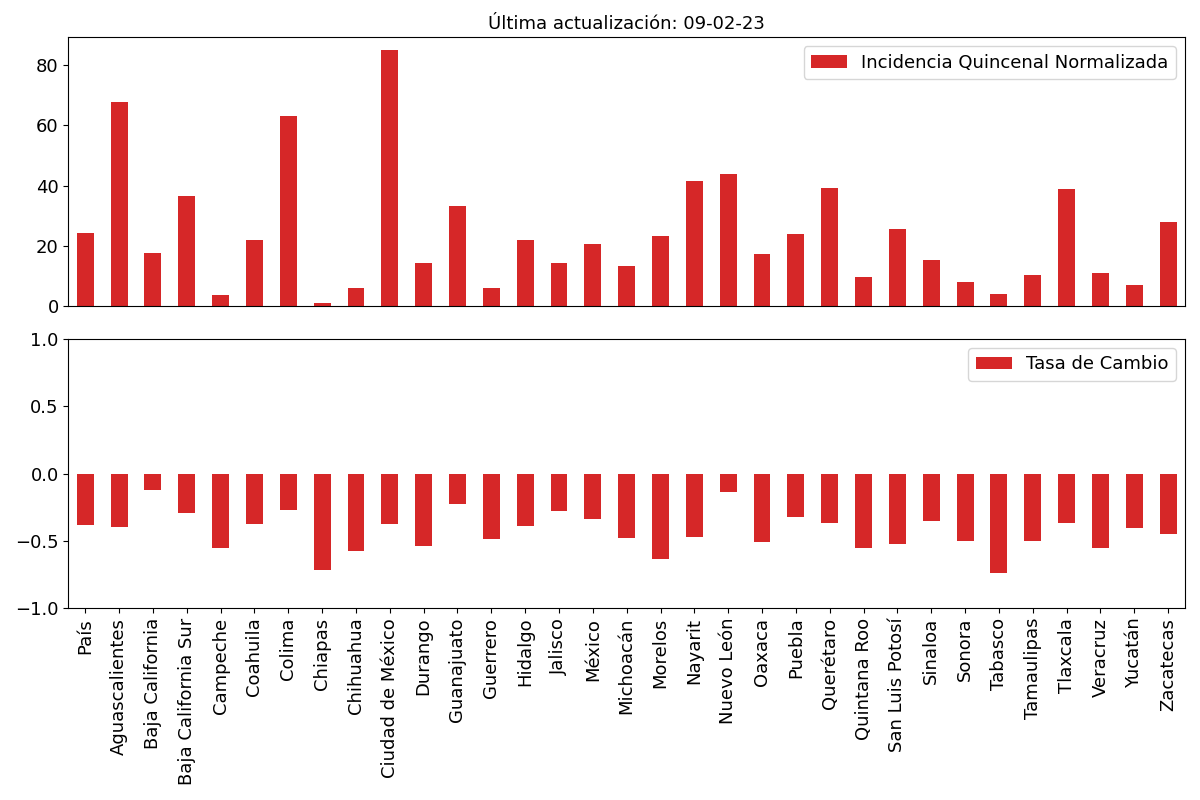 Última actualización: 09-02-23
Incidencia Quincenal Normalizada
80
60
40
20
0
Tasa de Cambio
1.0
0.5
0.0
−0.5
−1.0
País
Aguascalientes
Baja California
Baja California Sur
Campeche
Coahuila
Colima
Chiapas
Chihuahua
Ciudad de México
Durango
Guanajuato
Guerrero
Hidalgo
Jalisco
México
Michoacán
Morelos
Nayarit
Nuevo León
Oaxaca
Puebla
Querétaro
Quintana Roo
San Luis Potosí
Sinaloa
Sonora
Tabasco
Tamaulipas
Tlaxcala
Veracruz
Yucatán
Zacatecas